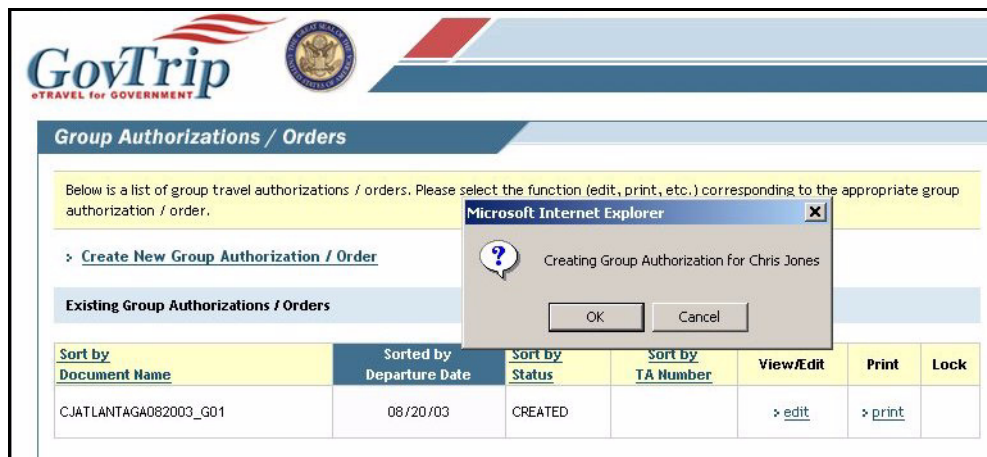 GovTrip
eTRAVEL for GOVERNMENT
Group Authorizations / Orders
Below is a list of group travel authorizations / orders. Please select the function (edit, print, etc.) corresponding to the appropriate group
authorization / order.
Microsoft Internet Explorer
Creating Group Authorization for Chris Jones
OK Cancel
> Create New Group Authorization / Order
Existing Group Authorizations / Orders
Sort by Document Name
Sorted by Departure Date
Sort by Status
Sort by TA Number
View/Edit
Print
Lock
CJATLANTAGA082003_G01 08/20/03 CREATED > edit > print